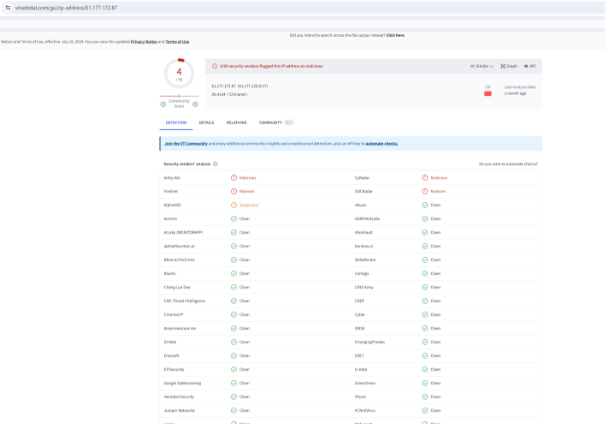 virustotal.com/gui/ip-address/61.177.172.87
Did you intend to search across the file corpus instead? Click here
Notice and Terms of Use, effective July 18, 2024. You can view the updated Privacy Notice and Terms of Use
4
4/94 security vendors flagged this IP address as malicious
Similar Graph API
61.177.172.87 (61.177.128.0/17)
AS 4134 ( Chinanet )
CN
Last Analysis Date
1 month ago
Community
Score
DETECTION DETAILS RELATIONS COMMUNITY
Join the VT Community and enjoy additional community insights and crowdsourced detections, plus an API key to automate checks.
Security vendors' analysis Do you want to automate checks?
Antiy-AVL Malicious CyRadar Malicious
Fortinet Malware SOCRadar Malware
AlphaSOC Suspicious Abusix Clean
Acronis Clean ADMINUSLabs Clean
AILabs (MONITORAPP) Clean AlienVault Clean
alphaMountain.ai Clean benkow.cc Clean
Clean BitDefender Clean
Blueliv Clean Certego Clean
Chong Lua Dao Clean CINS Army Clean
CMC Threat Intelligence Clean CRDF Clean
Criminal IP Clean Cyble Clean
desenmascara.me Clean DNS8 Clean
Dr.Web Clean EmergingThreats Clean
Emsisoft Clean ESET Clean
ESTsecurity Clean G-Data Clean
Google Safebrowsing Clean GreenSnow Clean
Heimdal Security Clean IPsum Clean
Juniper Networks Clean K7AntiVirus Clean